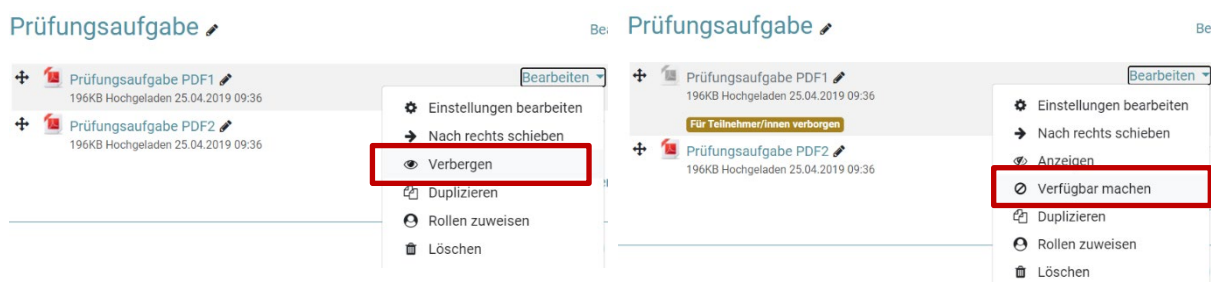 Prüfungsaufgabe
Prüfungsaufgabe PDF1
Bearbeiten
196KB Hochgeladen 25.04.2019 09:36
Prüfungsaufgabe PDF2
196KB Hochgeladen 25.04.2019 09:36
Einstellungen bearbeiten
Nach rechts schieben
Verbergen
Duplizieren
Rollen zuweisen
Löschen
Prüfungsaufgabe
Prüfungsaufgabe PDF1
Bearbeiten
196KB Hochgeladen 25.04.2019 09:36
Für Teilnehmer/innen verborgen
Prüfungsaufgabe PDF2
196KB Hochgeladen 25.04.2019 09:36
Einstellungen bearbeiten
Nach rechts schieben
Anzeigen
Verfügbar machen
Duplizieren
Rollen zuweisen
Löschen